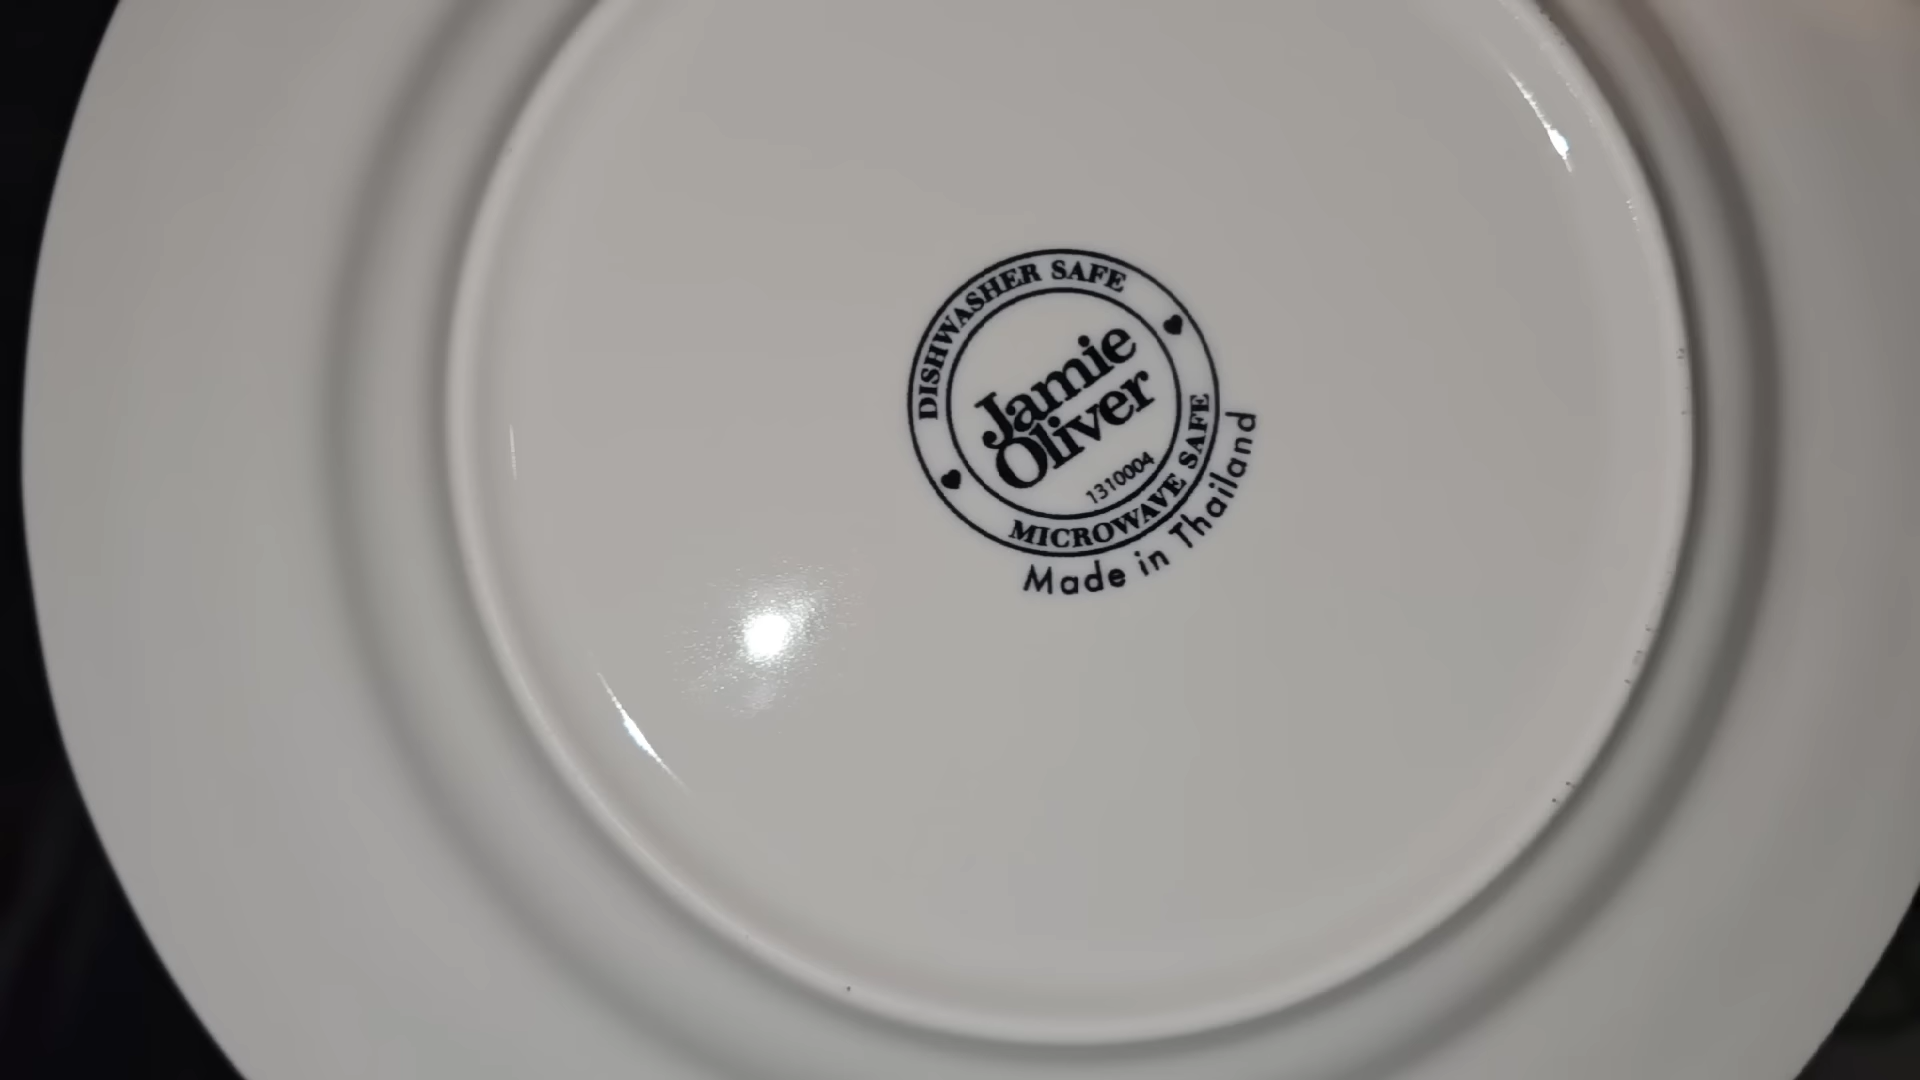 DISHWASHER SAFE
Jamie
Oliver
1310004
MICROWAVE SAFE
Made in Thailand